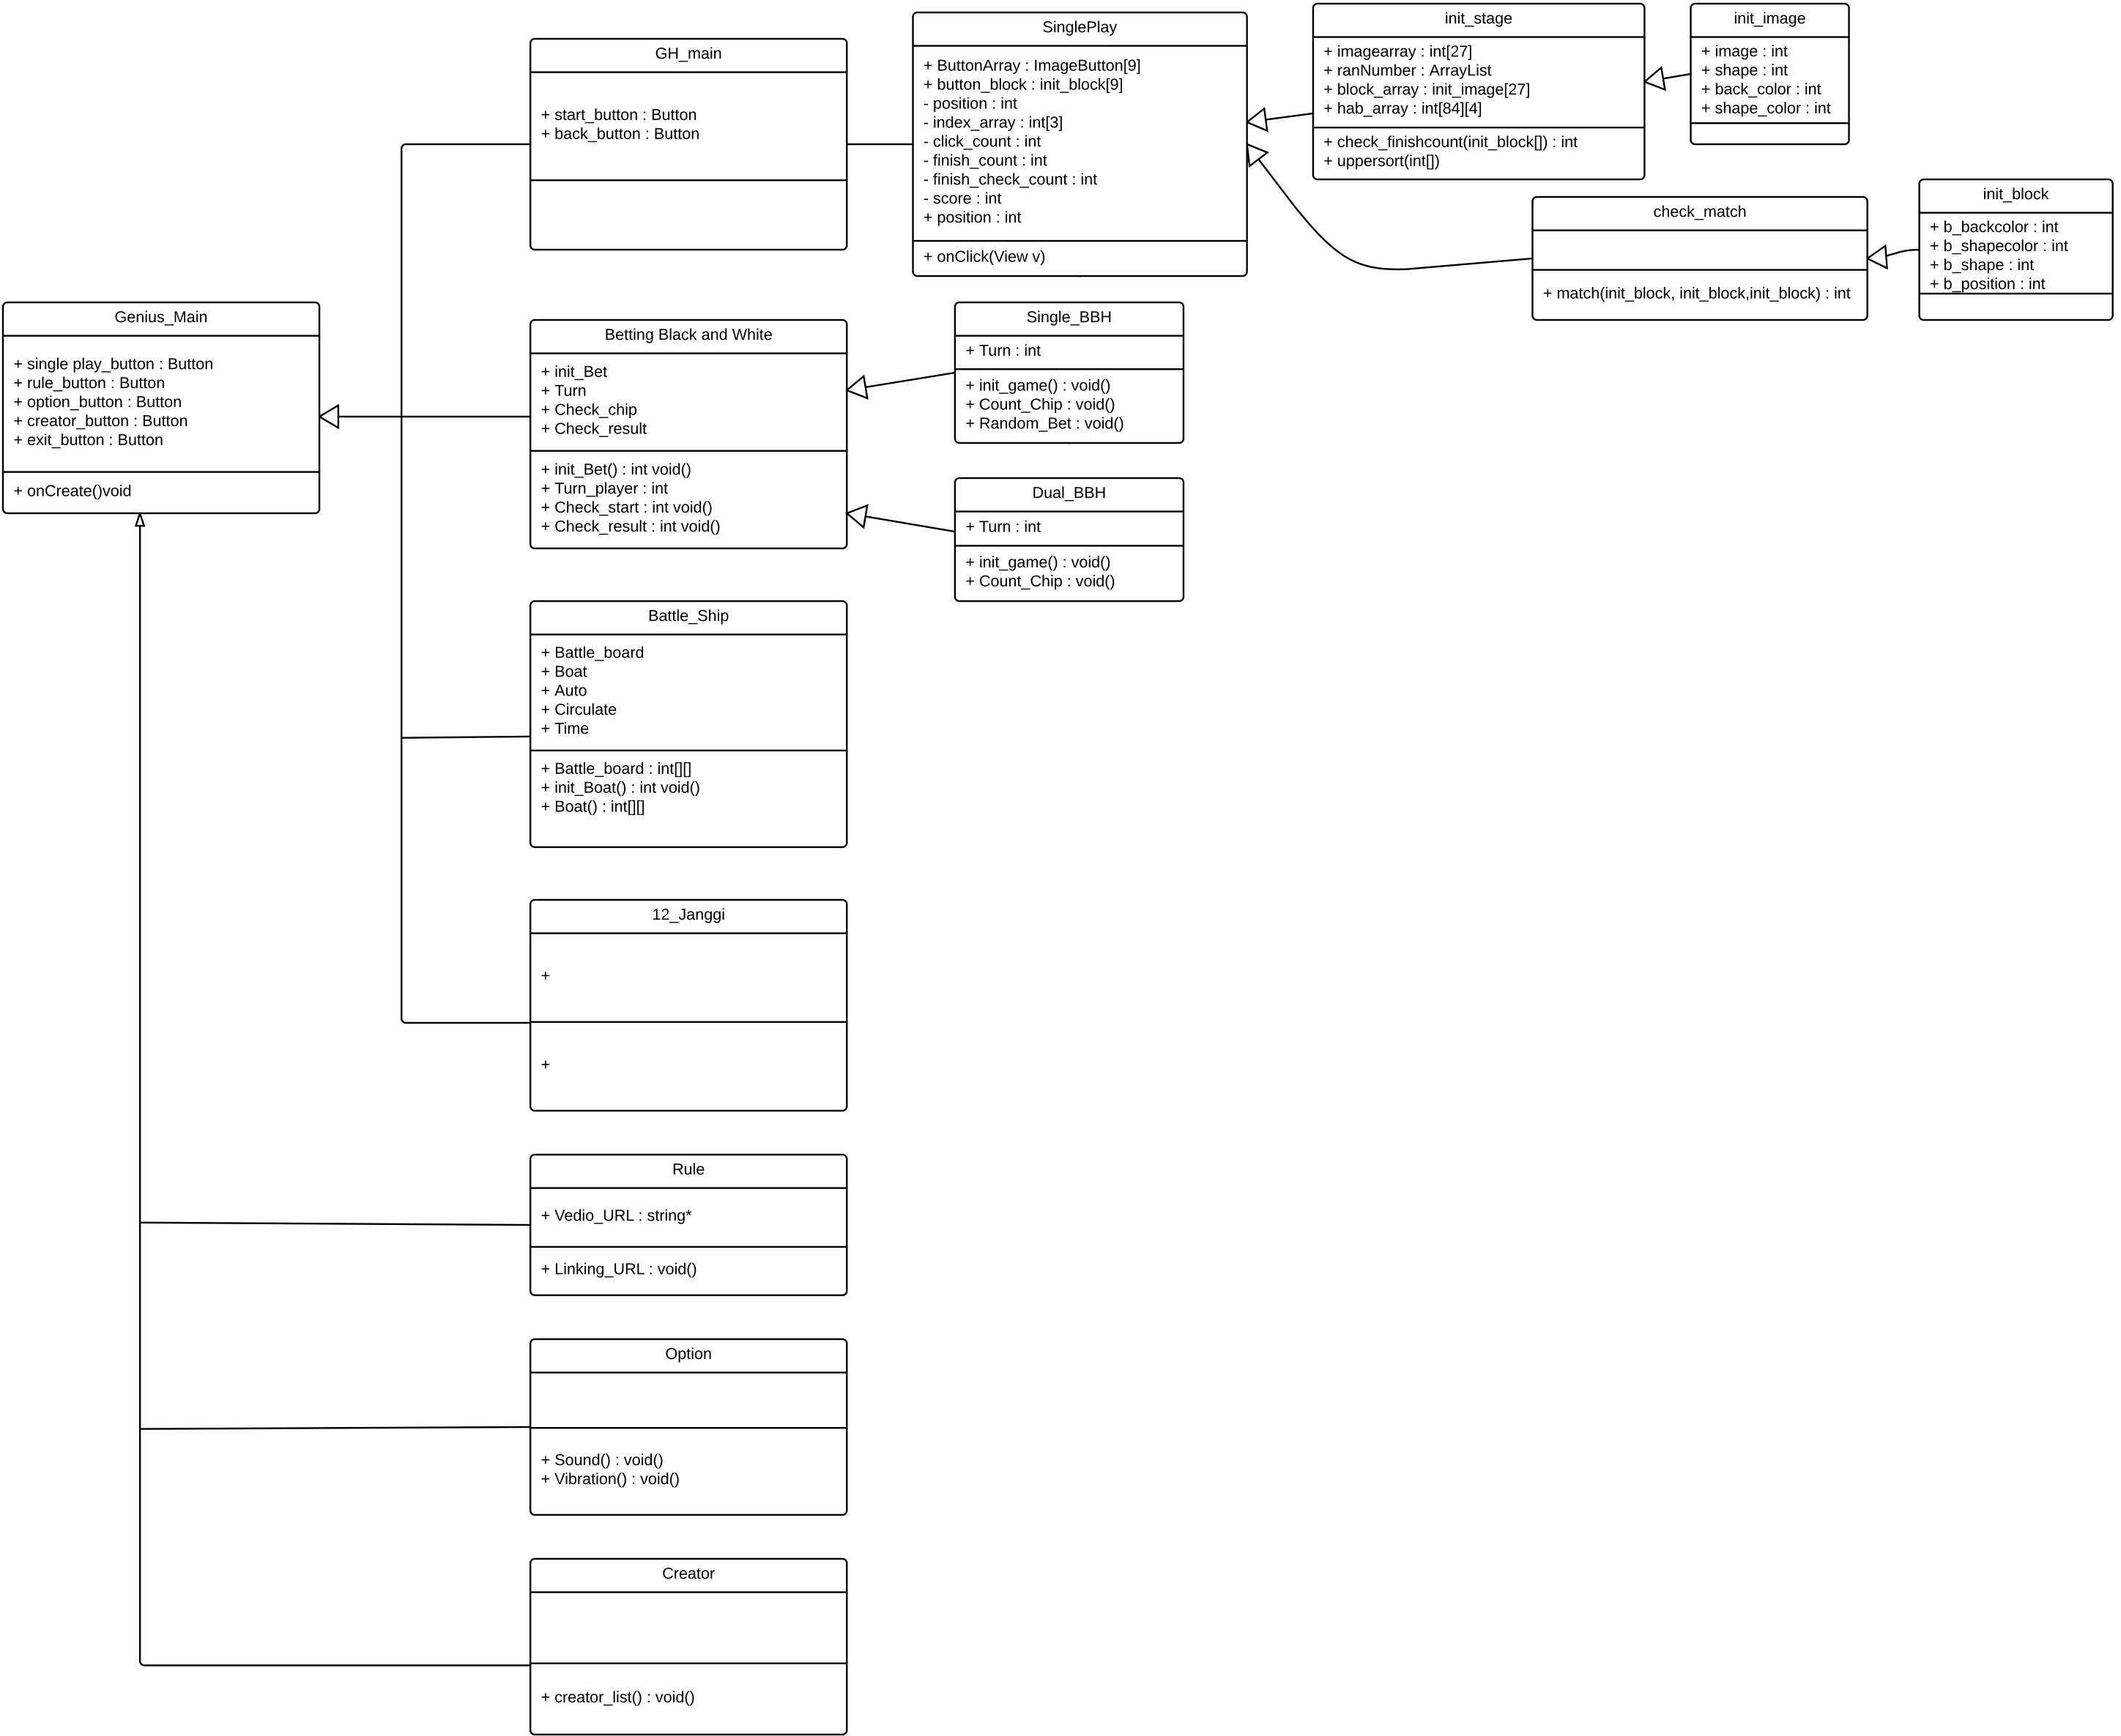 Genius_Main
+ single play_button : Button
+ rule_button : Button
+ option_button : Button
+ creator_button : Button
+ exit_button : Button
+ onCreate()void
GH_main
+ start_button : Button
+ back_button : Button
SinglePlay
+ ButtonArray : ImageButton[9]
+ button_block : init_block[9]
- position : int
- index_array : int[3]
- click_count : int
- finish_count : int
- finish_check_count : int
- score : int
+ position : int
+ onClick(View v)
init_stage
+ imagearray : int[27]
+ ranNumber : ArrayList
+ block_array : init_image[27]
+ hab_array : int[84][4]
+ check_finishcount(init_block[]) : int
+ uppersort(int[])
init_image
+ image : int
+ shape : int
+ back_color : int
+ shape_color : int
check_match
+ match(init_block, init_block,init_block) : int
init_block
+ b_backcolor : int
+ b_shapecolor : int
+ b_shape : int
+ b_position : int
Betting Black and White
+ init_Bet
+ Turn
+ Check_chip
+ Check_result
+ init_Bet() : int void()
+ Turn_player : int
+ Check_start : int void()
+ Check_result : int void()
Single_BBH
+ Turn : int
+ init_game() : void()
+ Count_Chip : void()
+ Random_Bet : void()
Dual_BBH
+ Turn : int
+ init_game() : void()
+ Count_Chip : void()
Battle_Ship
+ Battle_board
+ Boat
+ Auto
+ Circulate
+ Time
+ Battle_board : int[][]
+ init_Boat() : int void()
+ Boat() : int[][]
12_Janggi
+
+
Rule
+ Vedio_URL : string*
+ Linking_URL : void()
Option
+ Sound() : void()
+ Vibration() : void()
Creator
+ creator_list() : void()